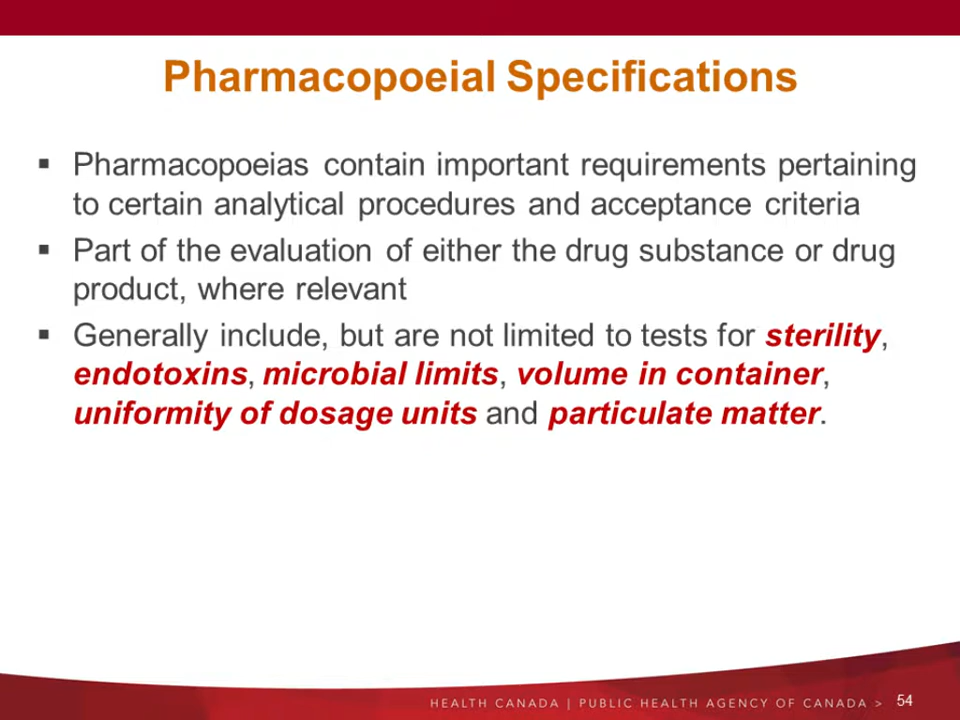 Pharmacopoeial Specifications
▪ Pharmacopoeias contain important requirements pertaining
to certain analytical procedures and acceptance criteria
▪ Part of the evaluation of either the drug substance or drug
product, where relevant
▪ Generally include, but are not limited to tests for sterility,
endotoxins, microbial limits, volume in container,
uniformity of dosage units and particulate matter.
HEALTH CANADA | PUBLIC HEALTH AGENCY OF CANADA > 54